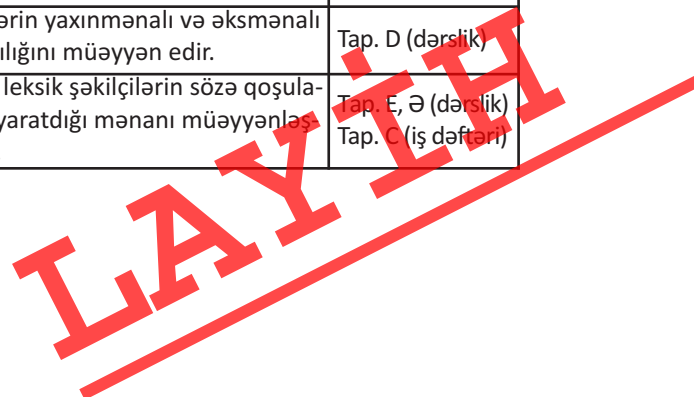 ərin yaxınmənalı və əksmənalı
ılığını müəyyən edir.
Tap. D (dərslik)
leksik şəkilçilərin sözə qoşula-
yaratdığı mənanı müəyyənləş-
Tap. E, Ə (dərslik)
Tap. C (iş dəftəri)
LAYİH